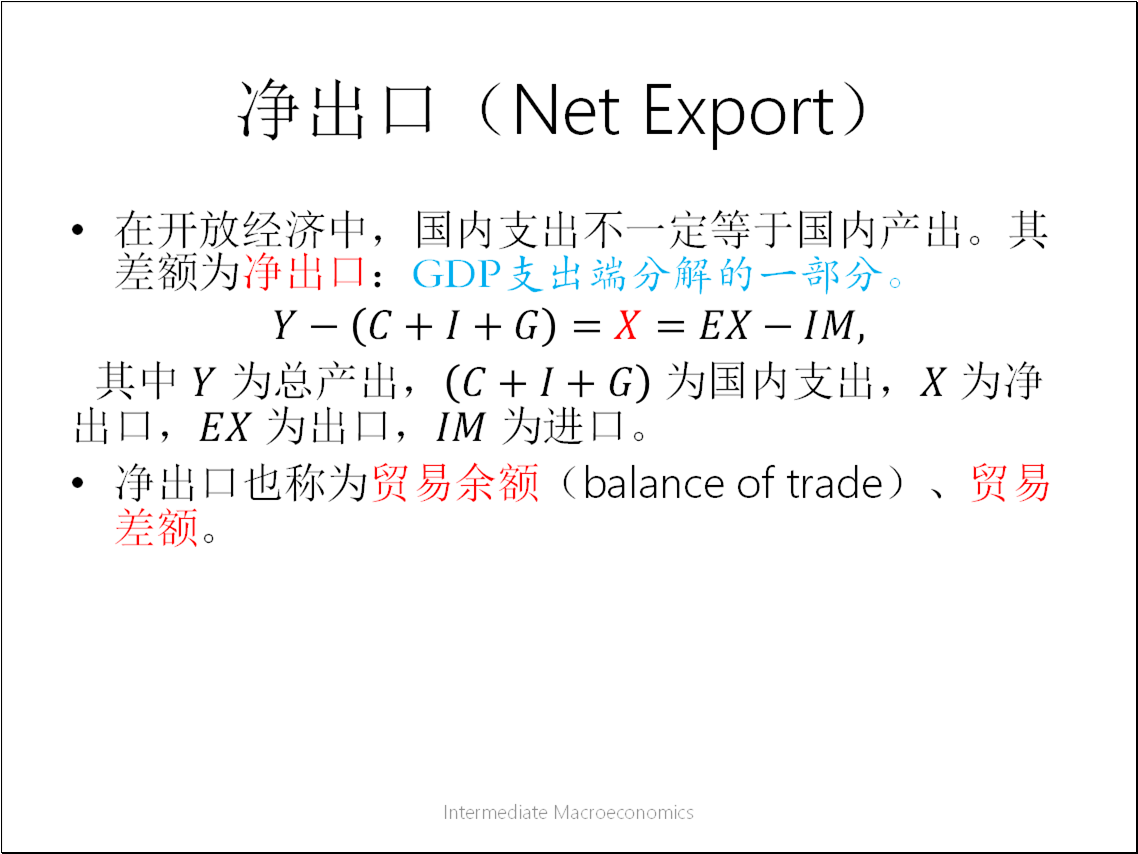 净出口（Net Export）
• 在开放经济中，国内支出不一定等于国内产出。其
差额为净出口：GDP支出端分解的一部分。
Y − (C + I + G) = X = EX − IM,
其中 Y 为总产出，(C + I + G) 为国内支出，X 为净
出口，EX 为出口，IM 为进口。
• 净出口也称为贸易余额（balance of trade）、贸易
差额。
Intermediate Macroeconomics